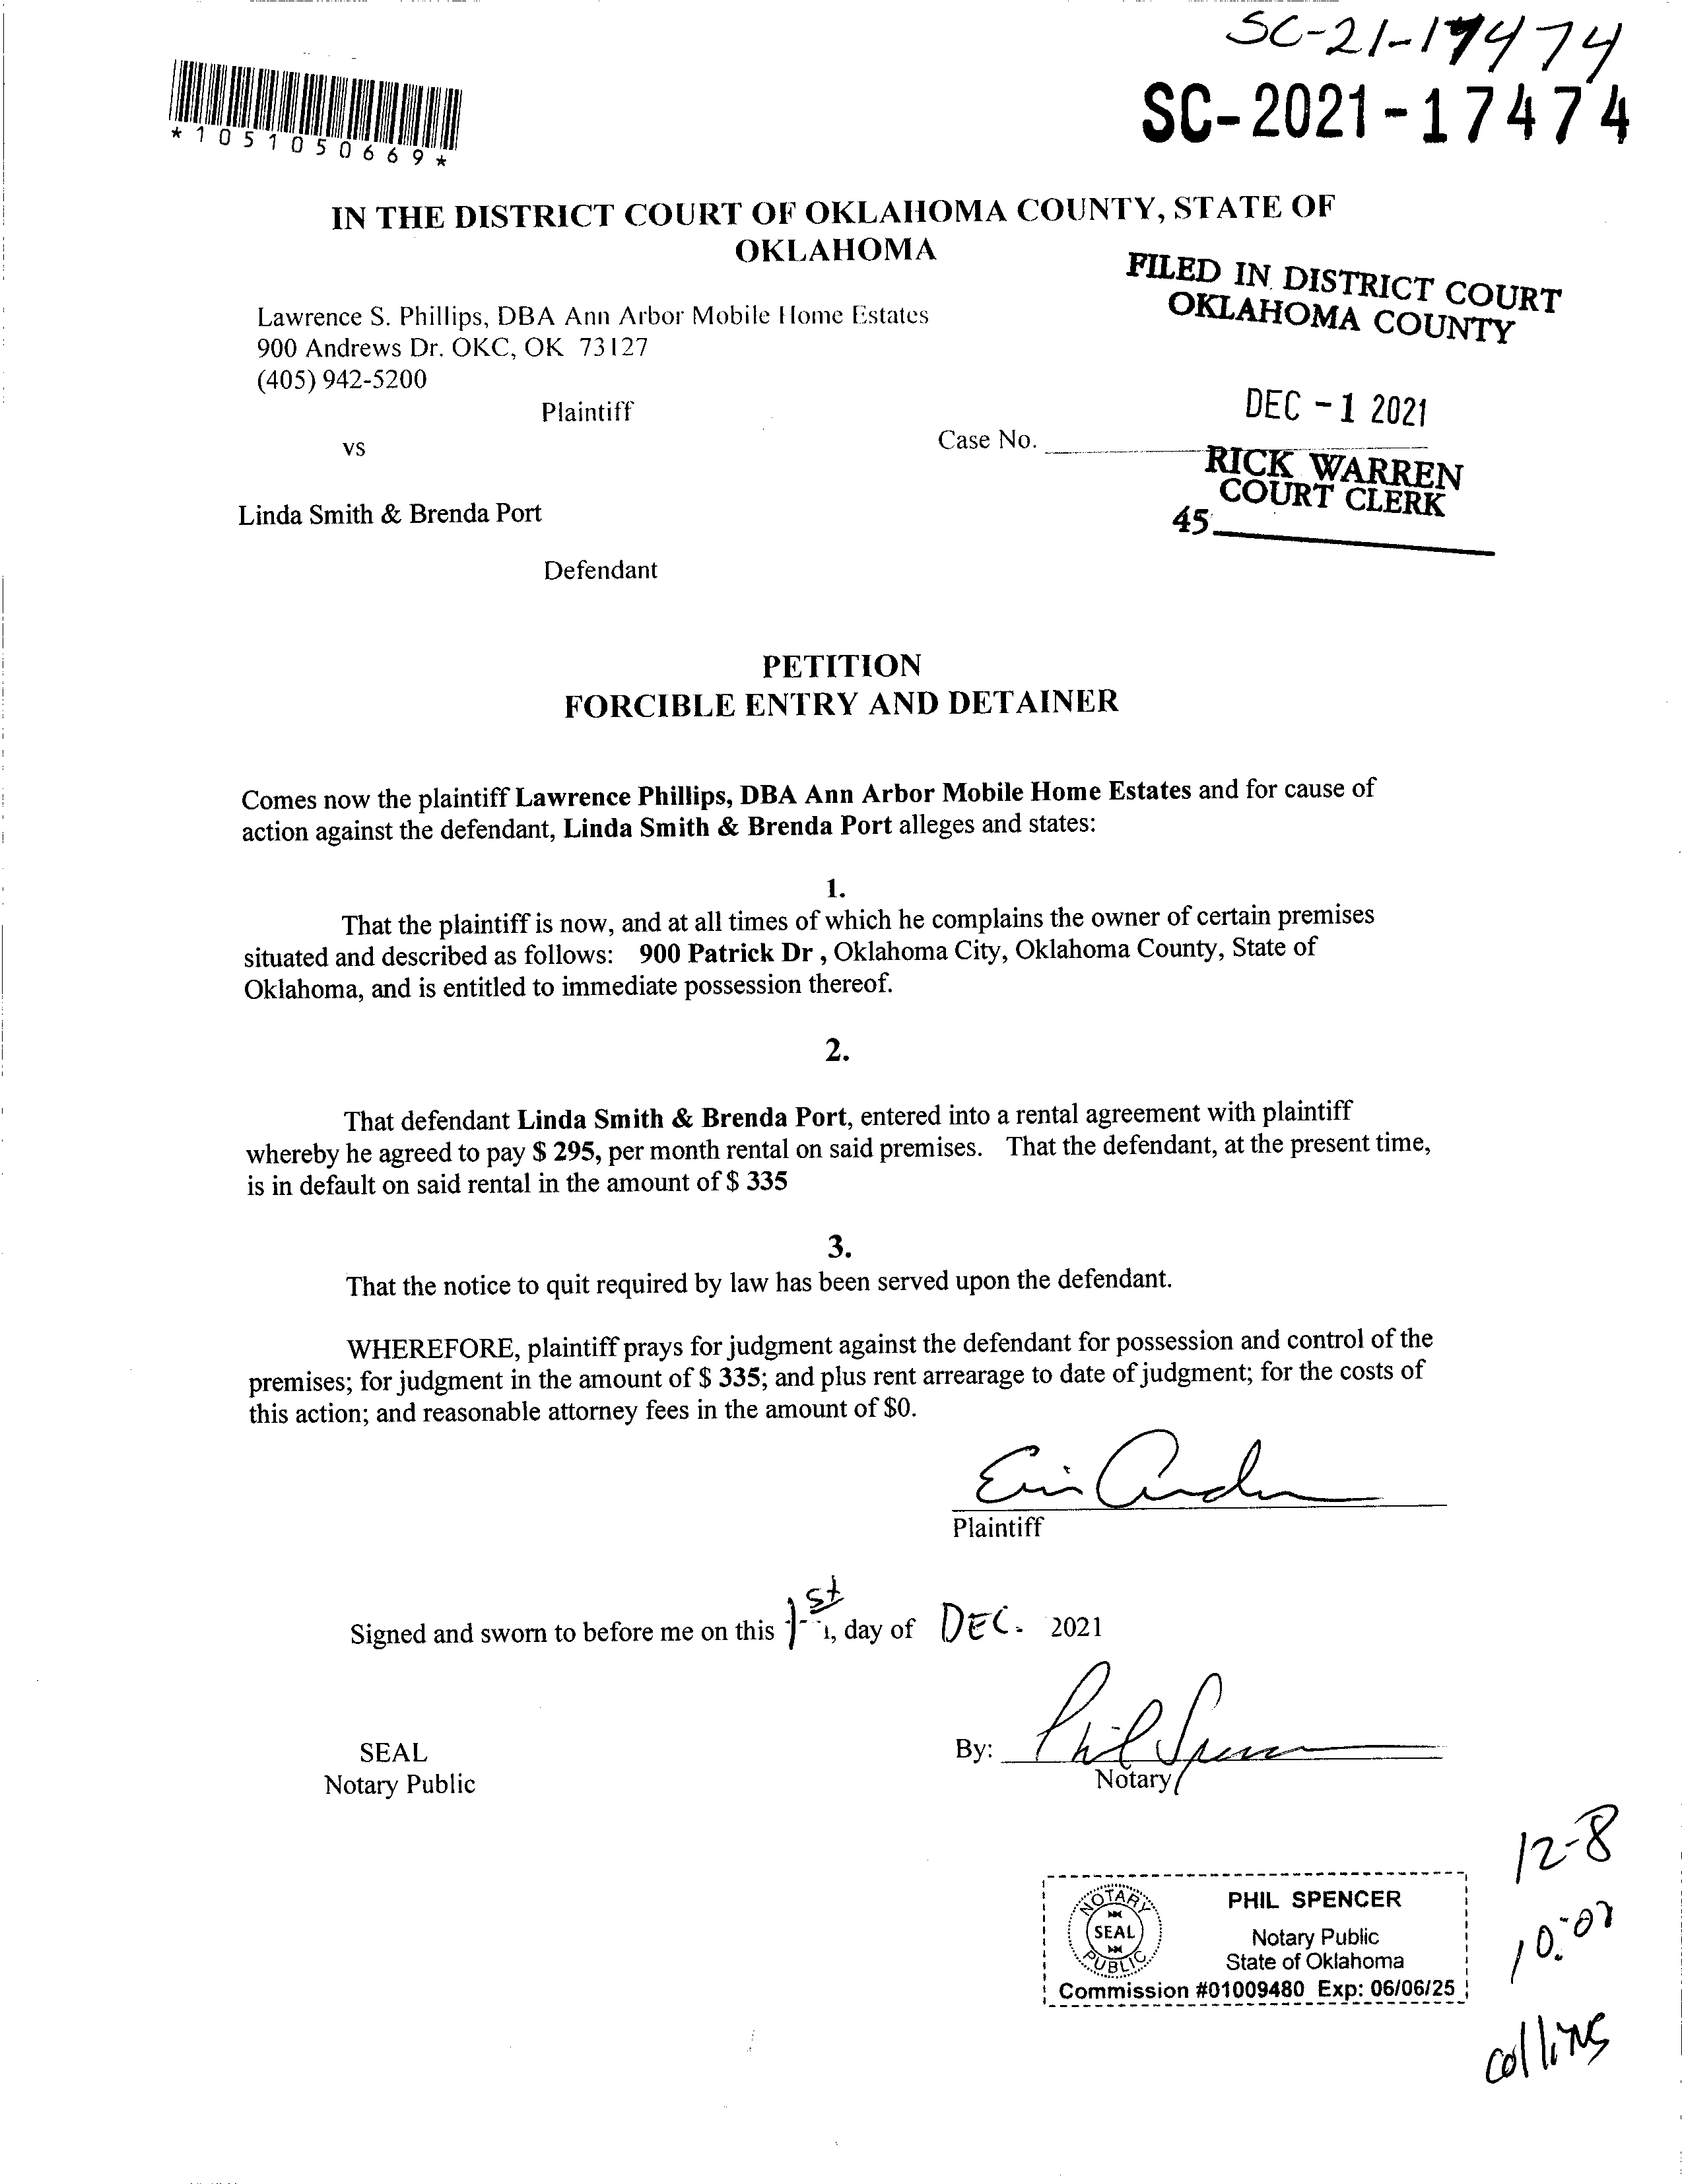 SC-21-17474
SC-2021-17474
*1051050669*
IN THE DISTRICT COURT OF OKLAHOMA COUNTY, STATE OF
OKLAHOMA
FILED IN DISTRICT COURT
OKLAHOMA COUNTY
Lawrence S. Phillips, DBA Ann Arbor Mobile Home Estates
900 Andrews Dr. OKC, OK 73127
(405) 942-5200
Plaintiff
DEC - 1 2021
vs
Case No.
RICK WARREN
COURT CLERK
45
Linda Smith & Brenda Port
Defendant
PETITION
FORCIBLE ENTRY AND DETAINER
Comes now the plaintiff Lawrence Phillips, DBA Ann Arbor Mobile Home Estates and for cause of
action against the defendant, Linda Smith & Brenda Port alleges and states:
1.
That the plaintiff is now, and at all times of which he complains the owner of certain premises
situated and described as follows: 900 Patrick Dr , Oklahoma City, Oklahoma County, State of
Oklahoma, and is entitled to immediate possession thereof.
2.
That defendant Linda Smith & Brenda Port, entered into a rental agreement with plaintiff
whereby he agreed to pay $ 295, per month rental on said premises. That the defendant, at the present time,
is in default on said rental in the amount of $ 335
3.
That the notice to quit required by law has been served upon the defendant.
WHEREFORE, plaintiff prays for judgment against the defendant for possession and control of the
premises; for judgment in the amount of $ 335; and plus rent arrearage to date of judgment; for the costs of
this action; and reasonable attorney fees in the amount of $0.
Plaintiff
Signed and sworn to before me on this 1st, day of DEC. 2021
By: Phil Spencer
SEAL
Notary Public
Notary
12-8
10:00
collins
NOTARY
SEAL
PUBLIC
PHIL SPENCER
Notary Public
State of Oklahoma
Commission #01009480 Exp: 06/06/25